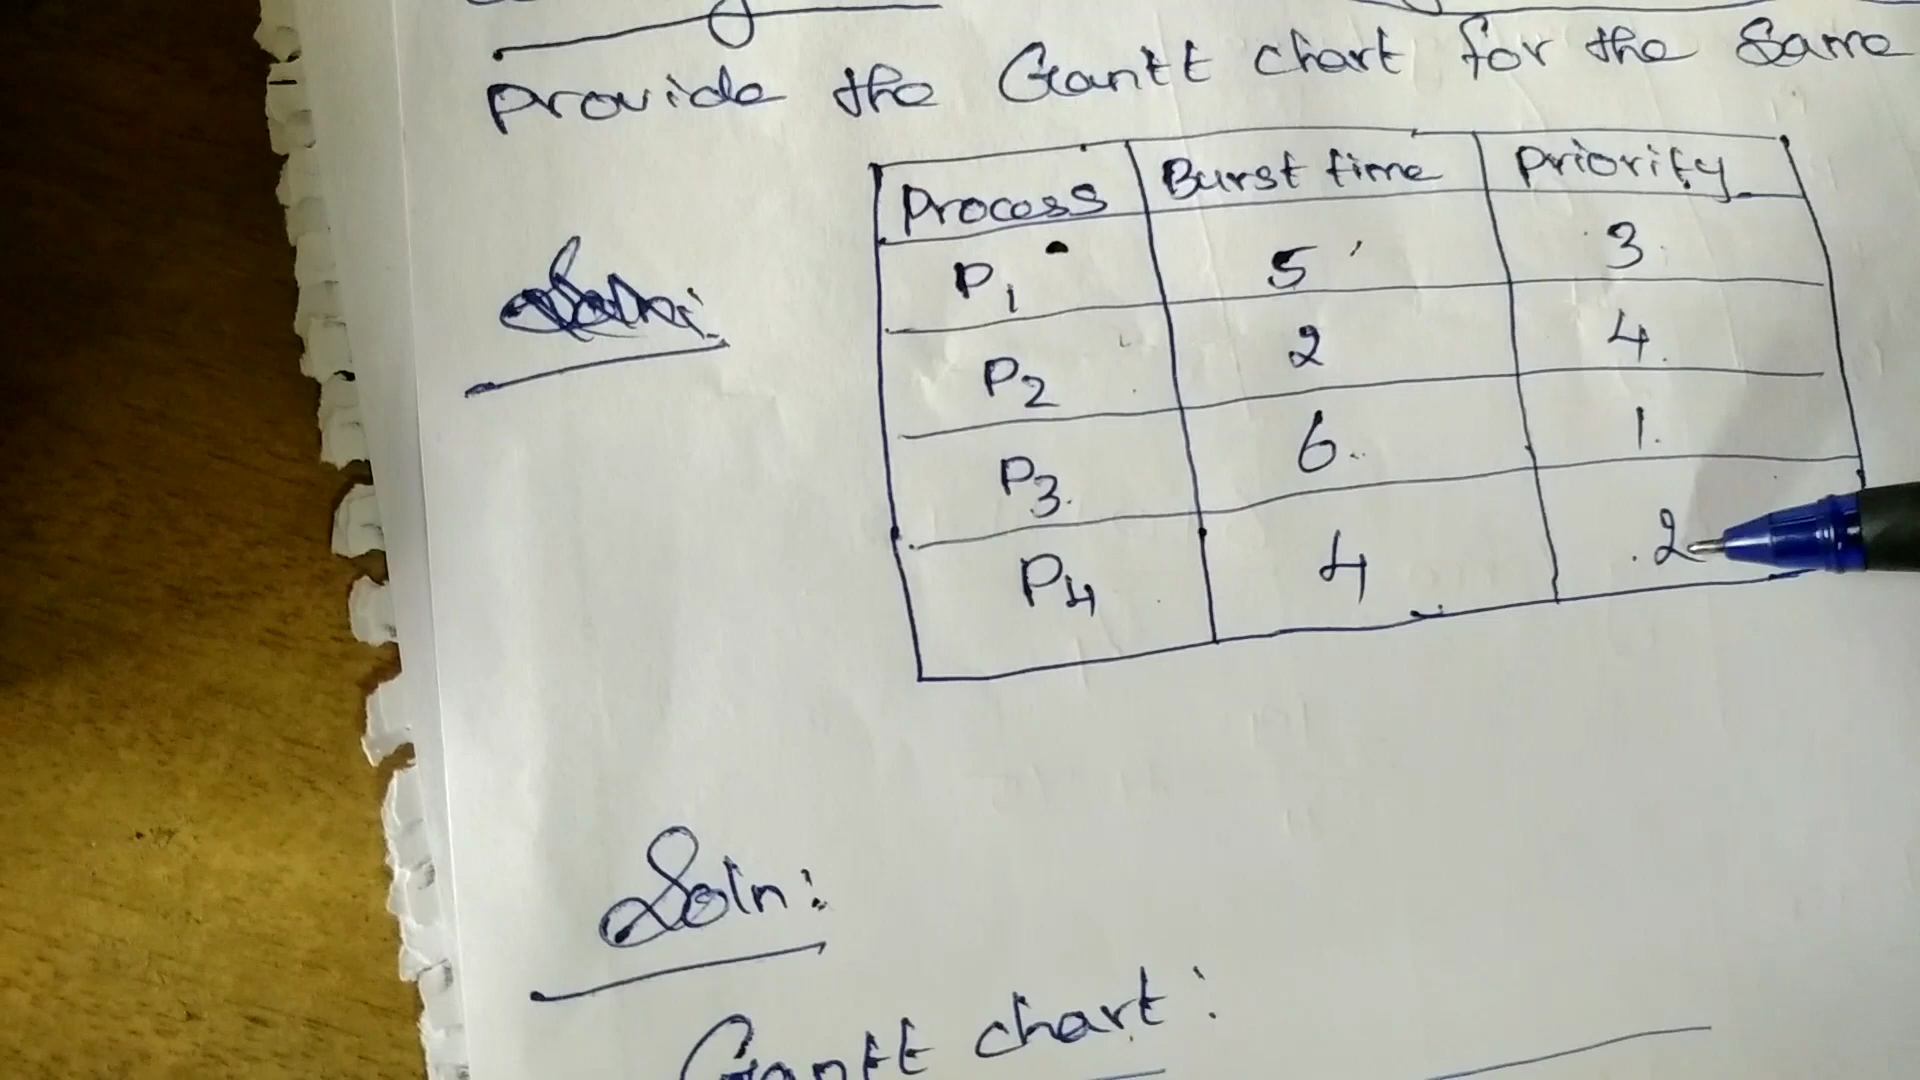 Provide the Gantt chart for the Same
Process Burst time Priority
P1 5 3
P2 2 4
P3 6 1
P4 4 2
Soln:
Gantt chart: